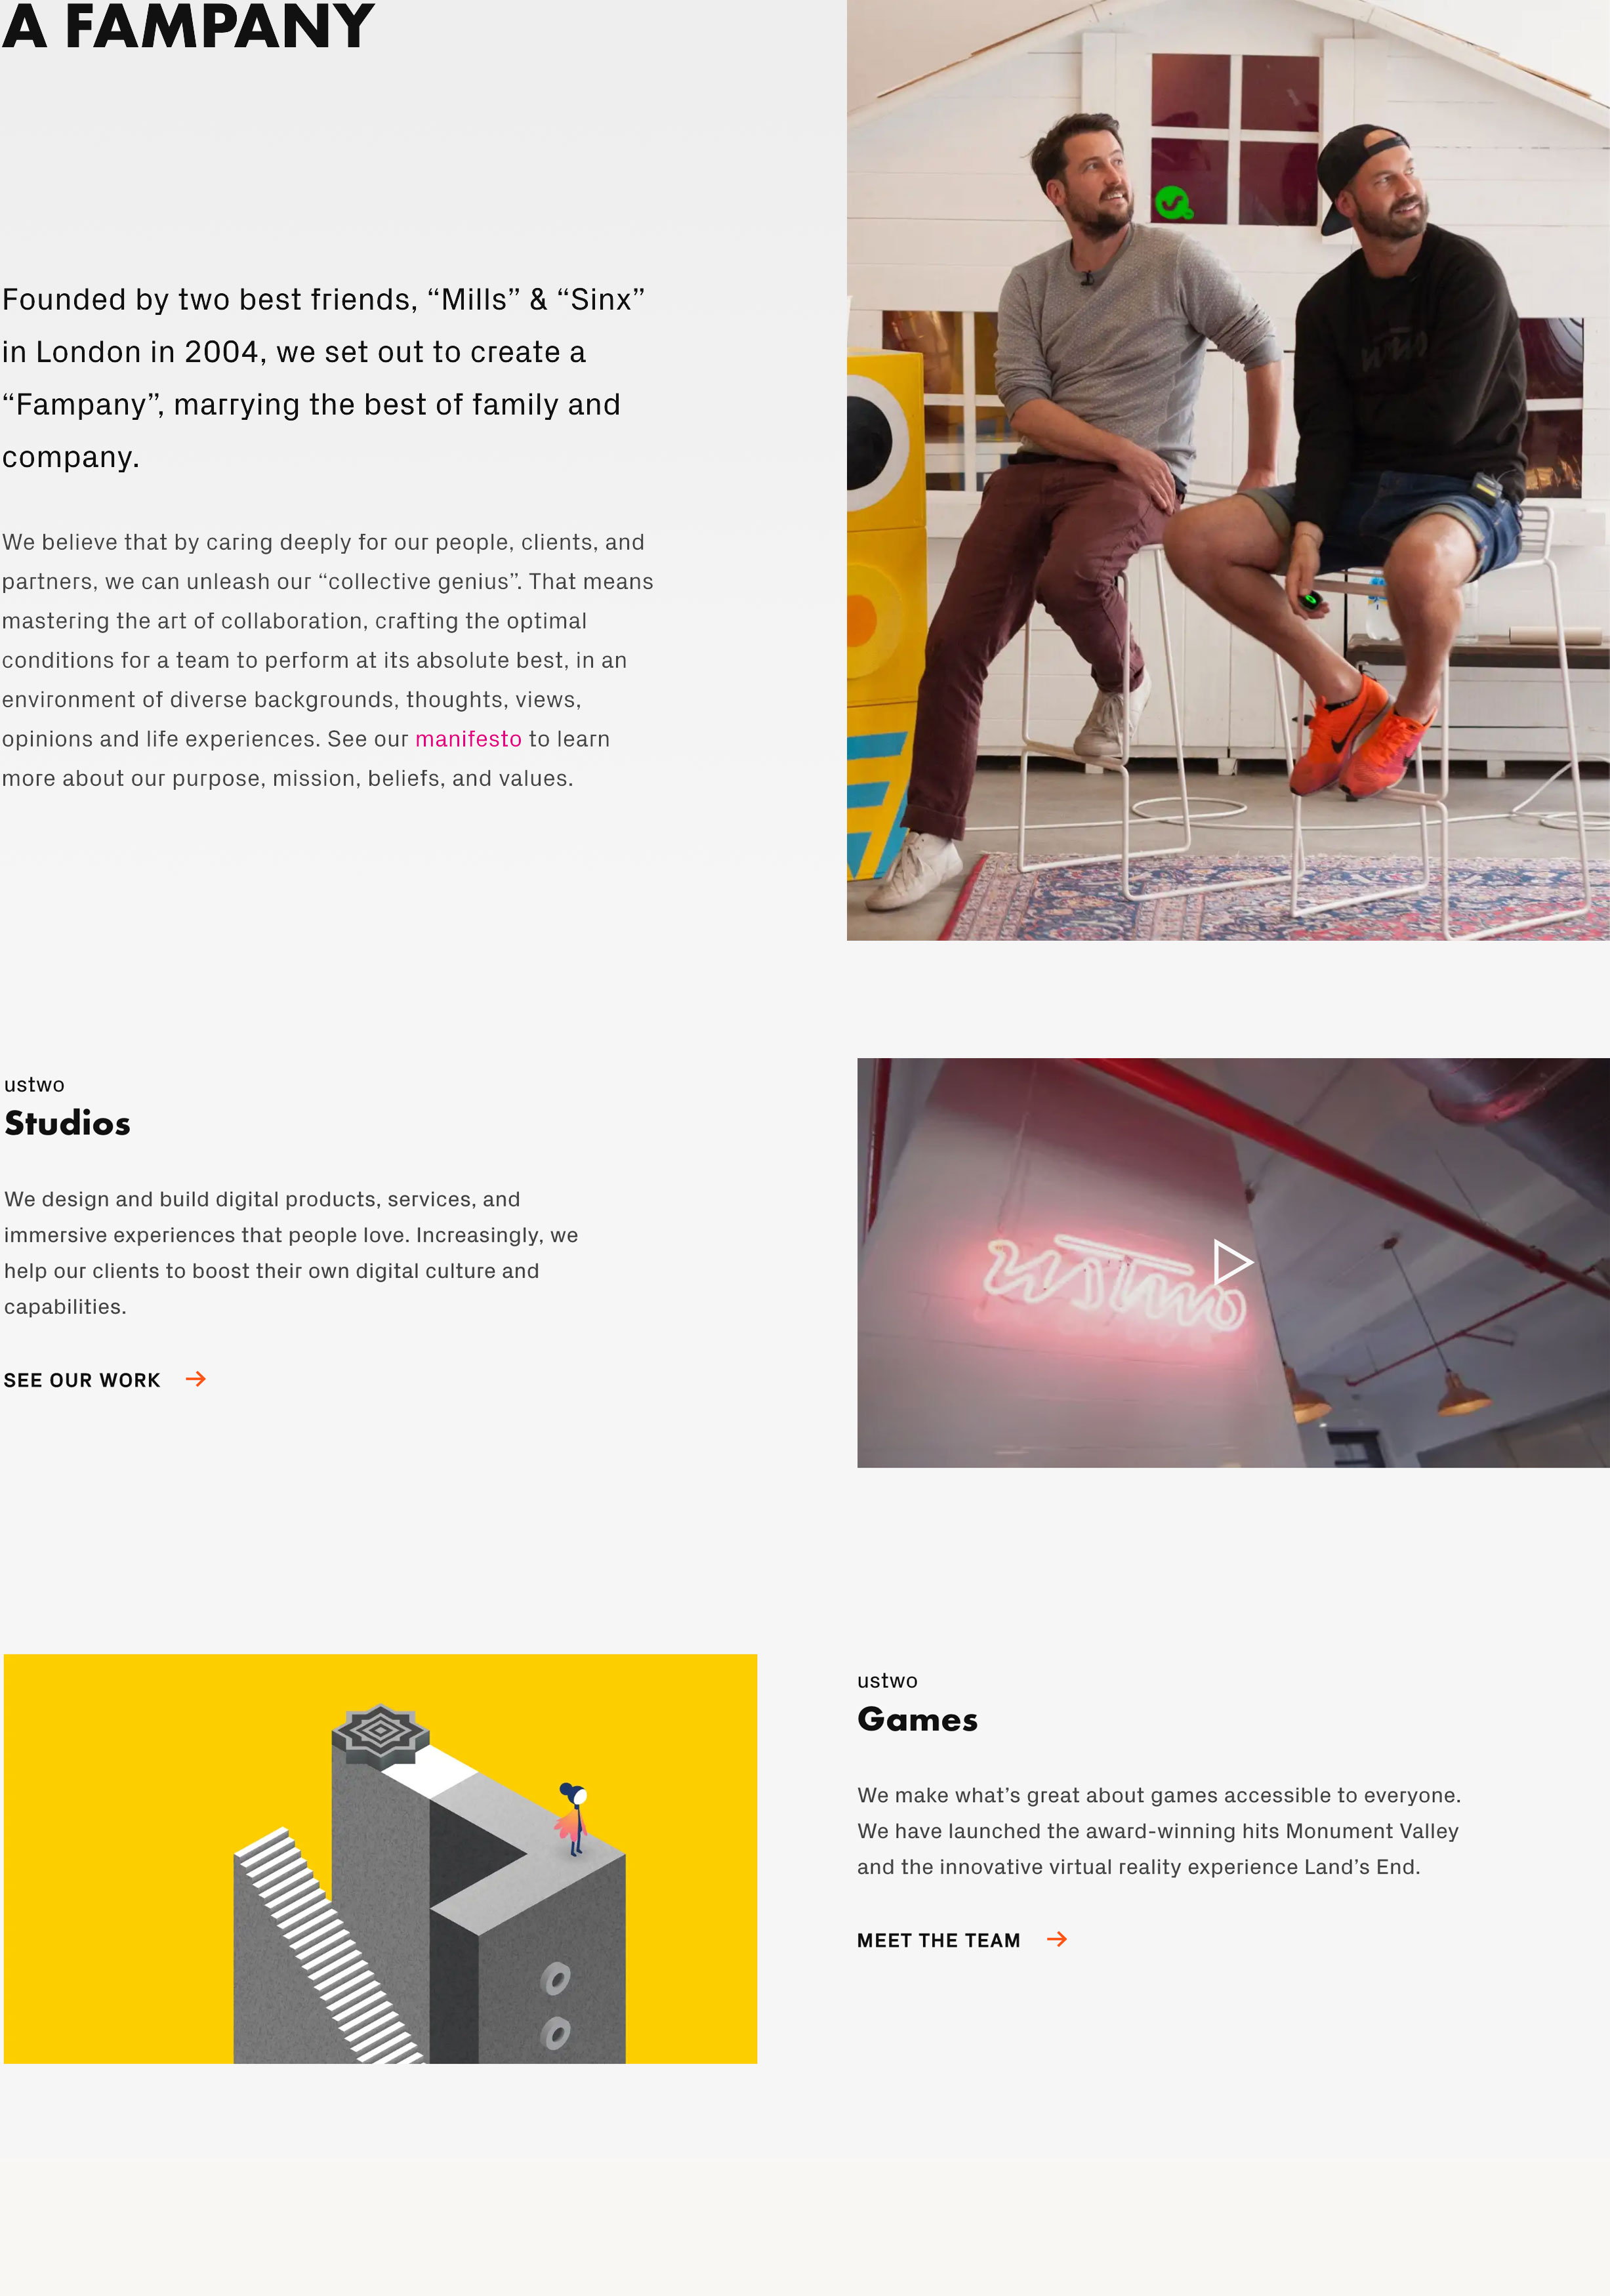 A FAMPANY
Founded by two best friends, “Mills” & “Sinx”
in London in 2004, we set out to create a
“Fampany”, marrying the best of family and
company.
We believe that by caring deeply for our people, clients, and
partners, we can unleash our “collective genius”. That means
mastering the art of collaboration, crafting the optimal
conditions for a team to perform at its absolute best, in an
environment of diverse backgrounds, thoughts, views,
opinions and life experiences. See our manifesto to learn
more about our purpose, mission, beliefs, and values.
ustwo
Studios
We design and build digital products, services, and
immersive experiences that people love. Increasingly, we
help our clients to boost their own digital culture and
capabilities.
SEE OUR WORK
ustwo
ustwo
Games
We make what’s great about games accessible to everyone.
We have launched the award-winning hits Monument Valley
and the innovative virtual reality experience Land’s End.
MEET THE TEAM